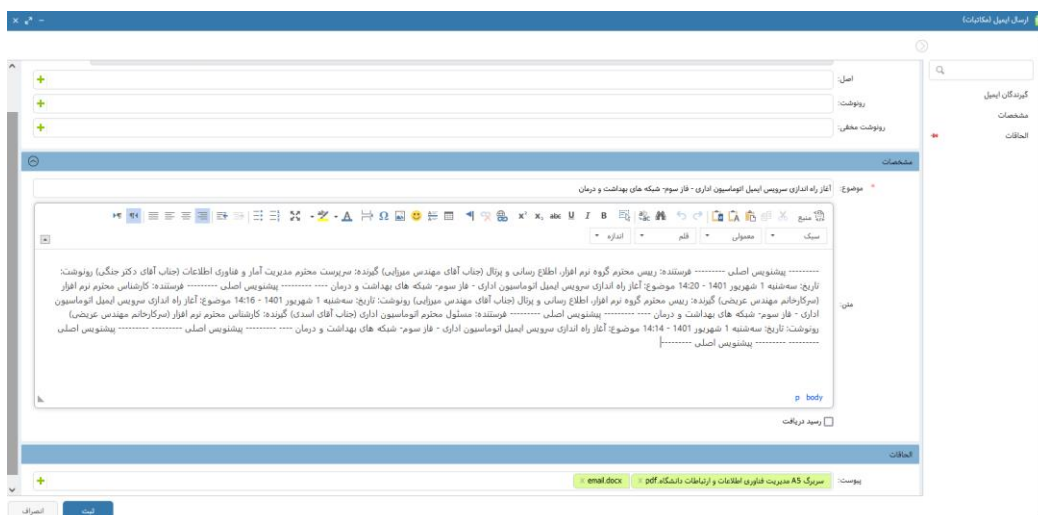 ارسال ایمیل (مکاتبات)
گیرندگان ایمیل
مشخصات
الحاقات
اصل:
رونوشت:
رونوشت مخفی:
مشخصات
* موضوع: آغاز راه اندازی سرویس ایمیل اتوماسیون اداری - فاز سوم- شبکه های بهداشت و درمان
منبع
سبک معمولی قلم اندازه
متن:
--------- پیشنویس اصلی --------- فرستنده: رییس محترم گروه نرم افزار، اطلاع رسانی و پرتال (جناب آقای مهندس میرزایی) گیرنده: سرپرست محترم مدیریت آمار و فناوری اطلاعات (جناب آقای دکتر جنگی) رونوشت:
تاریخ: سه‌شنبه 1 شهریور 1401 - 14:20 موضوع: آغاز راه اندازی سرویس ایمیل اتوماسیون اداری - فاز سوم- شبکه های بهداشت و درمان ---- --------- پیشنویس اصلی --------- فرستنده: کارشناس محترم نرم افزار
(سرکارخانم مهندس عریضی) گیرنده: رییس محترم گروه نرم افزار، اطلاع رسانی و پرتال (جناب آقای مهندس میرزایی) رونوشت: تاریخ: سه‌شنبه 1 شهریور 1401 - 14:16 موضوع: آغاز راه اندازی سرویس ایمیل اتوماسیون
اداری - فاز سوم- شبکه های بهداشت و درمان ---- --------- پیشنویس اصلی --------- فرستنده: مسئول محترم اتوماسیون اداری (جناب آقای اسدی) گیرنده: کارشناس محترم نرم افزار (سرکارخانم مهندس عریضی)
رونوشت: تاریخ: سه‌شنبه 1 شهریور 1401 - 14:14 موضوع: آغاز راه اندازی سرویس ایمیل اتوماسیون اداری - فاز سوم- شبکه های بهداشت و درمان ---- --------- پیشنویس اصلی --------- --------- پیشنویس اصلی
--------- --------- پیشنویس اصلی ---------
body p
رسید دریافت
الحاقات
پیوست: سربرگ A5 مدیریت فناوری اطلاعات و ارتباطات دانشگاه.pdf × email.docx ×
ثبت انصراف